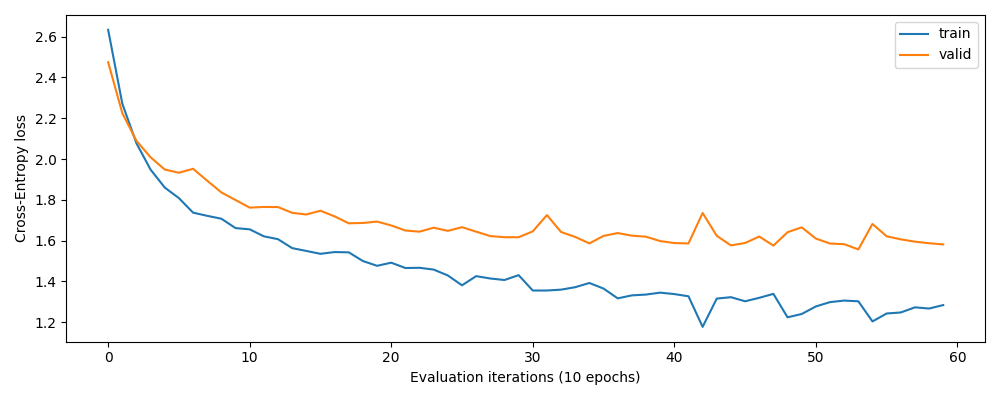 train
valid
Cross-Entropy loss
2.6
2.4
2.2
2.0
1.8
1.6
1.4
1.2
0 10 20 30 40 50 60
Evaluation iterations (10 epochs)